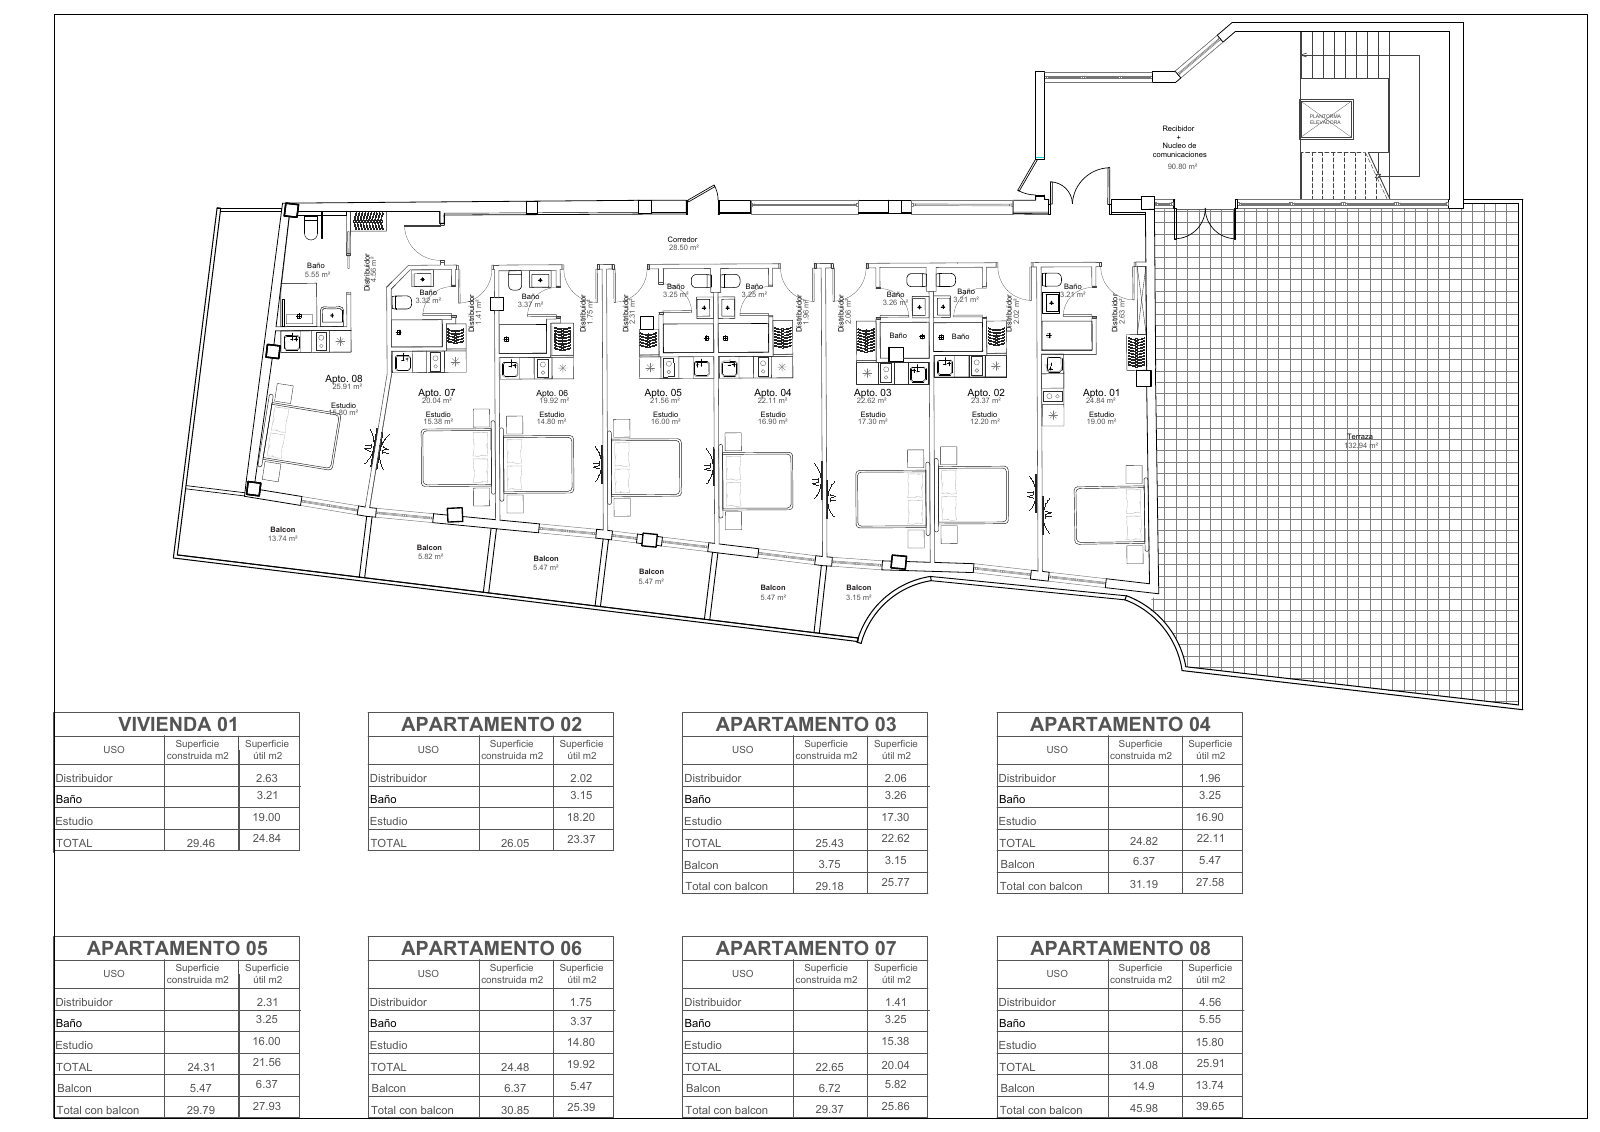 PLANTORMA
ELEVADORA
Recibidor
+
Nucleo de
comunicaciones
90.80 m²
Corredor
28.50 m²
Terraza
132.94 m²
Baño
5.55 m²
Distribuidor
4.56 m²
Apto. 08
25.91 m²
Estudio
15.80 m²
Balcon
13.74 m²
Baño
3.32 m²
Distribuidor
1.41 m²
Apto. 07
20.04 m²
Estudio
15.38 m²
Balcon
5.82 m²
Baño
3.37 m²
Distribuidor
1.75 m²
Apto. 06
19.92 m²
Estudio
14.80 m²
Balcon
5.47 m²
Distribuidor
2.31 m²
Baño
3.25 m²
Apto. 05
21.56 m²
Estudio
16.00 m²
Balcon
5.47 m²
Baño
3.25 m²
Distribuidor
1.96 m²
Apto. 04
22.11 m²
Estudio
16.90 m²
Balcon
5.47 m²
Distribuidor
2.06 m²
Baño
3.26 m²
Baño
Apto. 03
22.62 m²
Estudio
17.30 m²
Balcon
3.15 m²
Baño
3.21 m²
Baño
Distribuidor
2.02 m²
Apto. 02
23.37 m²
Estudio
12.20 m²
Baño
3.21 m²
Distribuidor
2.63 m²
Apto. 01
24.84 m²
Estudio
19.00 m²
TV
TV
TV
TV
TV
TV
TV
TV
VIVIENDA 01
USO Superficie construida m2 Superficie útil m2
Distribuidor 2.63
Baño 3.21
Estudio 19.00
TOTAL 29.46 24.84
APARTAMENTO 02
USO Superficie construida m2 Superficie útil m2
Distribuidor 2.02
Baño 3.15
Estudio 18.20
TOTAL 26.05 23.37
APARTAMENTO 03
USO Superficie construida m2 Superficie útil m2
Distribuidor 2.06
Baño 3.26
Estudio 17.30
TOTAL 25.43 22.62
Balcon 3.75 3.15
Total con balcon 29.18 25.77
APARTAMENTO 04
USO Superficie construida m2 Superficie útil m2
Distribuidor 1.96
Baño 3.25
Estudio 16.90
TOTAL 24.82 22.11
Balcon 6.37 5.47
Total con balcon 31.19 27.58
APARTAMENTO 05
USO Superficie construida m2 Superficie útil m2
Distribuidor 2.31
Baño 3.25
Estudio 16.00
TOTAL 24.31 21.56
Balcon 5.47 6.37
Total con balcon 29.79 27.93
APARTAMENTO 06
USO Superficie construida m2 Superficie útil m2
Distribuidor 1.75
Baño 3.37
Estudio 14.80
TOTAL 24.48 19.92
Balcon 6.37 5.47
Total con balcon 30.85 25.39
APARTAMENTO 07
USO Superficie construida m2 Superficie útil m2
Distribuidor 1.41
Baño 3.25
Estudio 15.38
TOTAL 22.65 20.04
Balcon 6.72 5.82
Total con balcon 29.37 25.86
APARTAMENTO 08
USO Superficie construida m2 Superficie útil m2
Distribuidor 4.56
Baño 5.55
Estudio 15.80
TOTAL 31.08 25.91
Balcon 14.9 13.74
Total con balcon 45.98 39.65